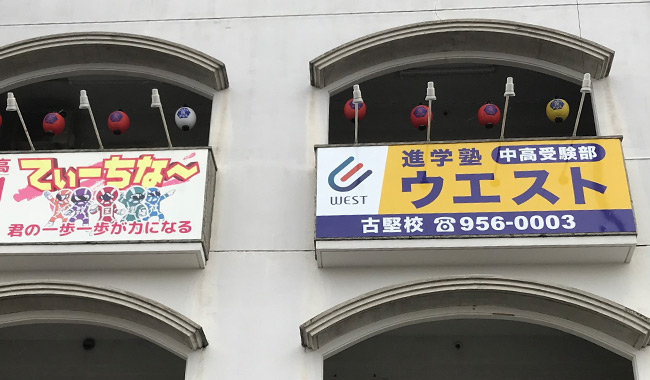 高
てぃーちな〜
君の一歩一歩が力になる
進学塾 中高受験部
ウエスト
WEST
古堅校 ☎956-0003